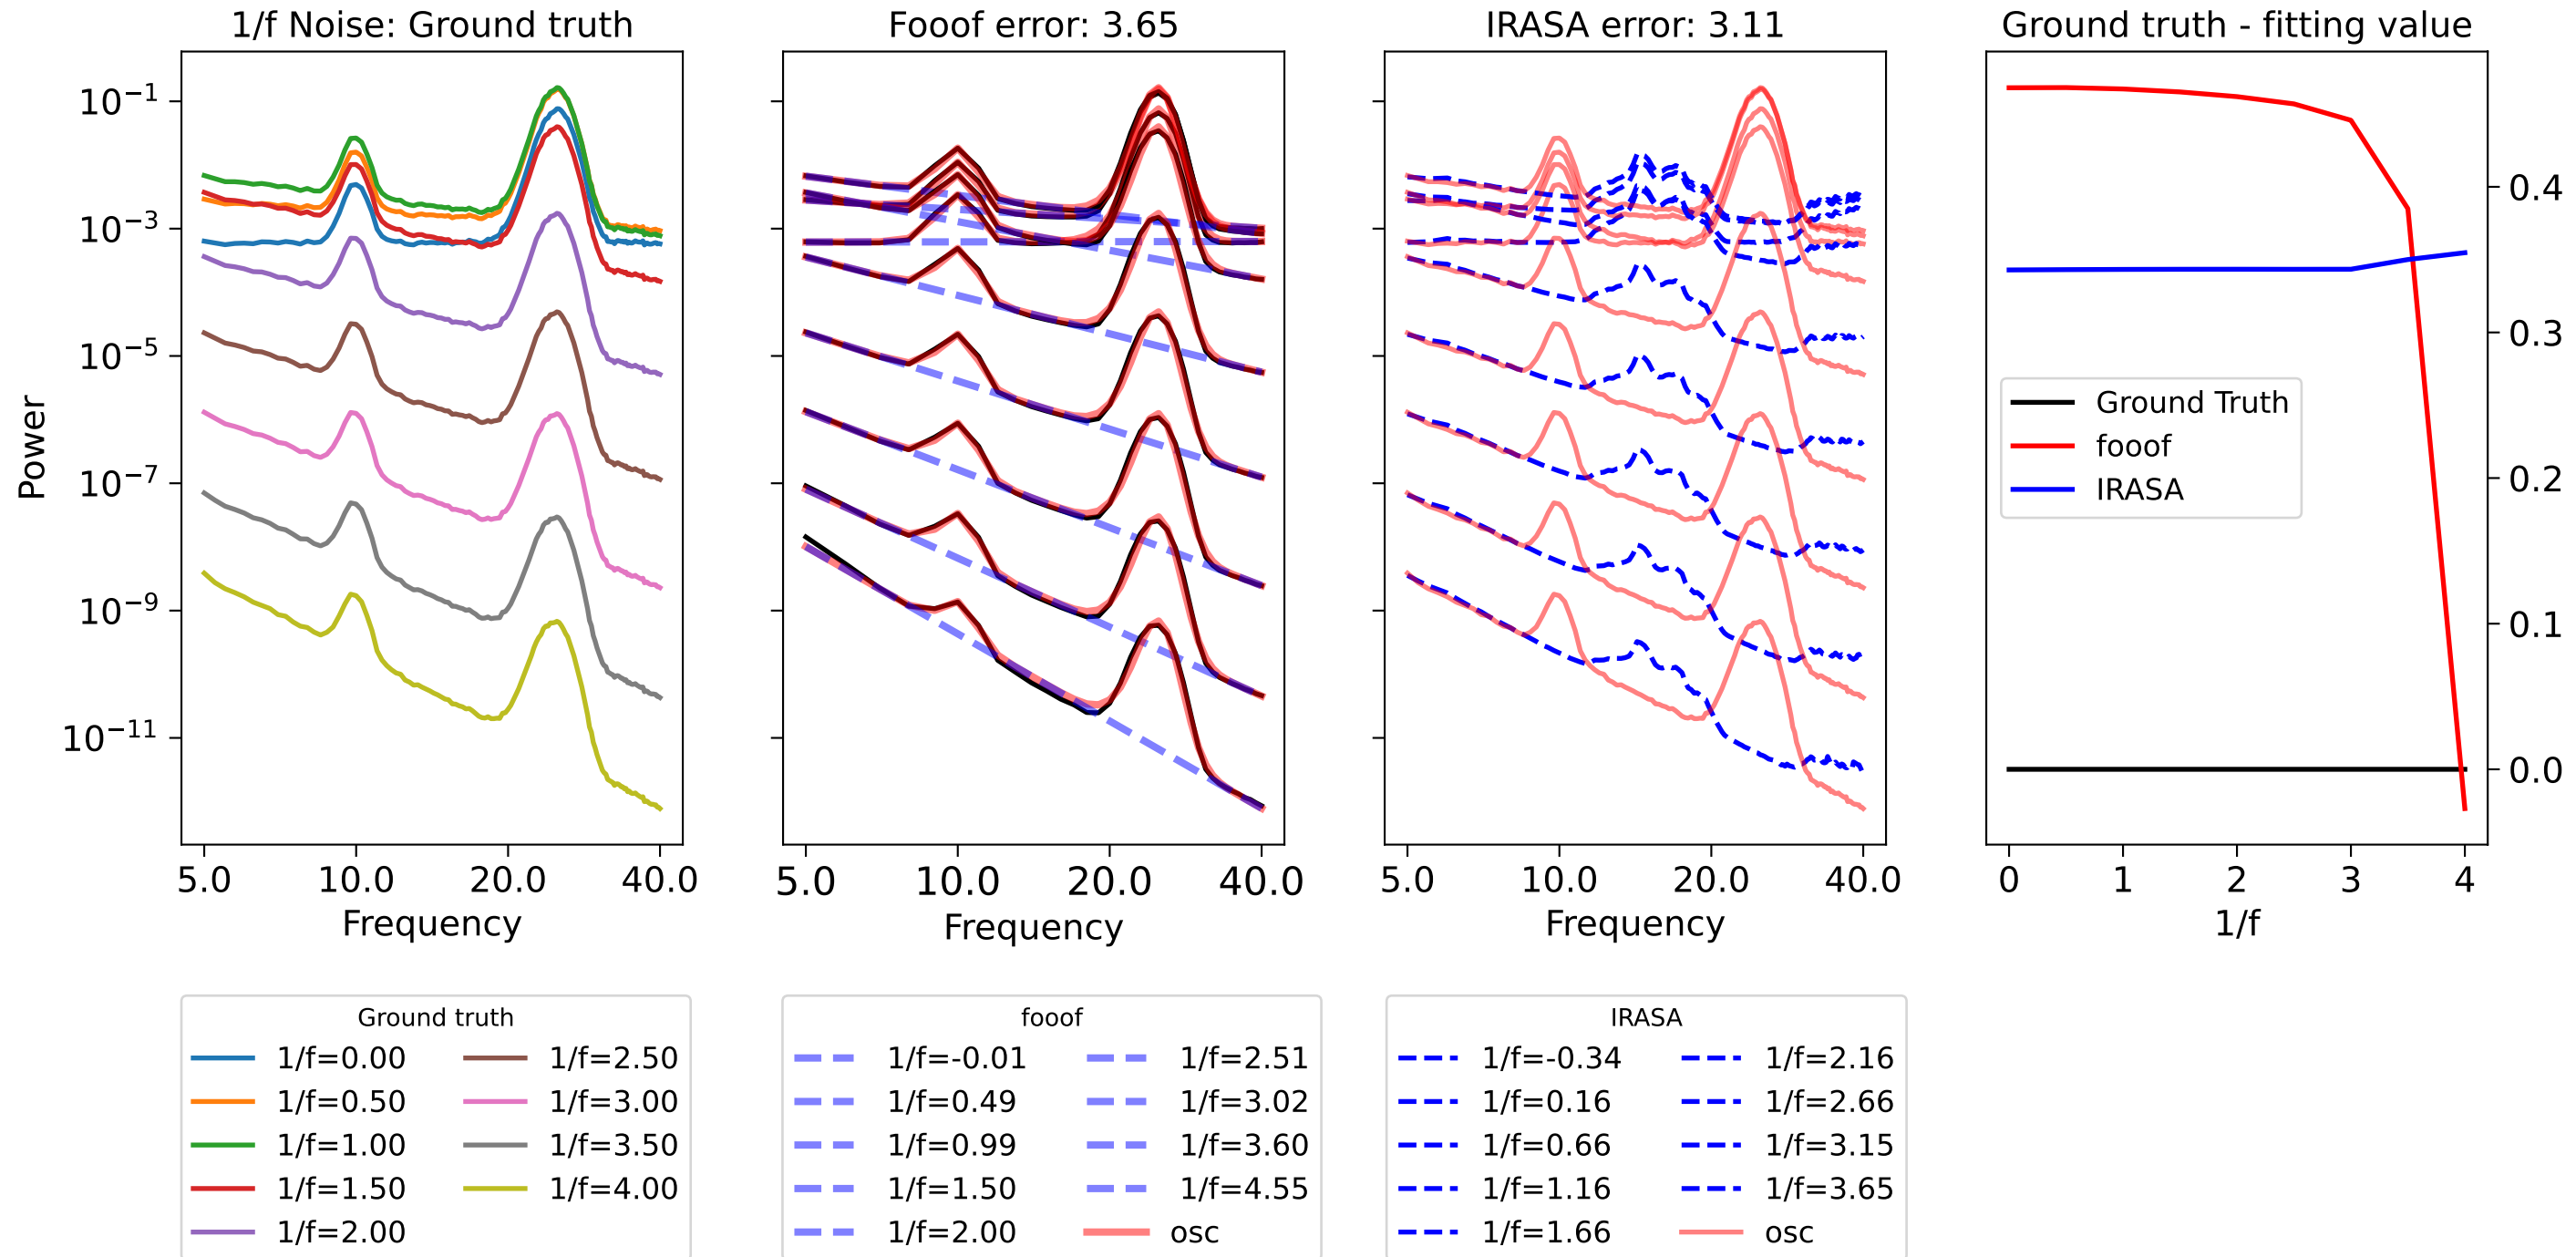 1/f Noise: Ground truth
Fooof error: 3.65
IRASA error: 3.11
Ground truth - fitting value
Power
10⁻¹
10⁻³
10⁻⁵
10⁻⁷
10⁻⁹
10⁻¹¹
5.0 10.0 20.0 40.0
Frequency
5.0 10.0 20.0 40.0
Frequency
5.0 10.0 20.0 40.0
Frequency
Ground Truth
fooof
IRASA
0.4
0.3
0.2
0.1
0.0
0 1 2 3 4
1/f
Ground truth
1/f=0.00
1/f=0.50
1/f=1.00
1/f=1.50
1/f=2.00
1/f=2.50
1/f=3.00
1/f=3.50
1/f=4.00
fooof
1/f=-0.01
1/f=0.49
1/f=0.99
1/f=1.50
1/f=2.00
1/f=2.51
1/f=3.02
1/f=3.60
1/f=4.55
osc
IRASA
1/f=-0.34
1/f=0.16
1/f=0.66
1/f=1.16
1/f=1.66
1/f=2.16
1/f=2.66
1/f=3.15
1/f=3.65
osc